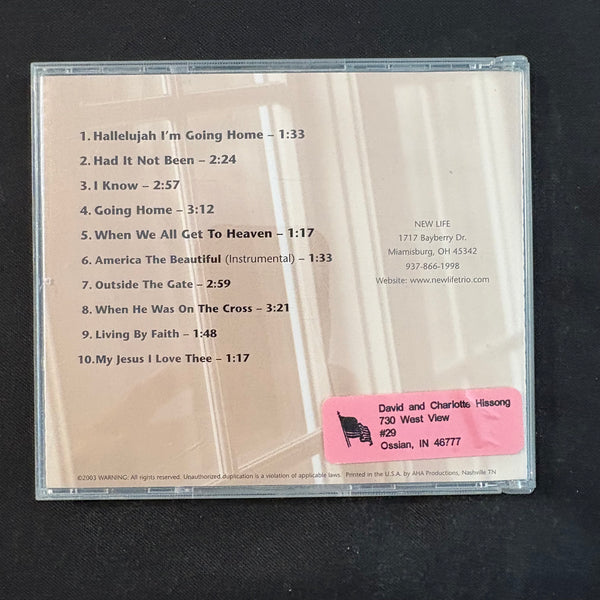 1. Hallelujah I'm Going Home – 1:33
2. Had It Not Been – 2:24
3. I Know – 2:57
4. Going Home – 3:12
5. When We All Get To Heaven – 1:17
6. America The Beautiful (Instrumental) – 1:33
7. Outside The Gate – 2:59
8. When He Was On The Cross – 3:21
9. Living By Faith – 1:48
10. My Jesus I Love Thee – 1:17
NEW LIFE
1717 Bayberry Dr.
Miamisburg, OH 45342
937-866-1998
Website: www.newlifetrio.com
David and Charlotte Hissong
730 West View
#29
Ossian, IN 46777
©2003 WARNING: All rights reserved. Unauthorized duplication is a violation of applicable laws. Printed in the U.S.A. by AHA Productions, Nashville TN